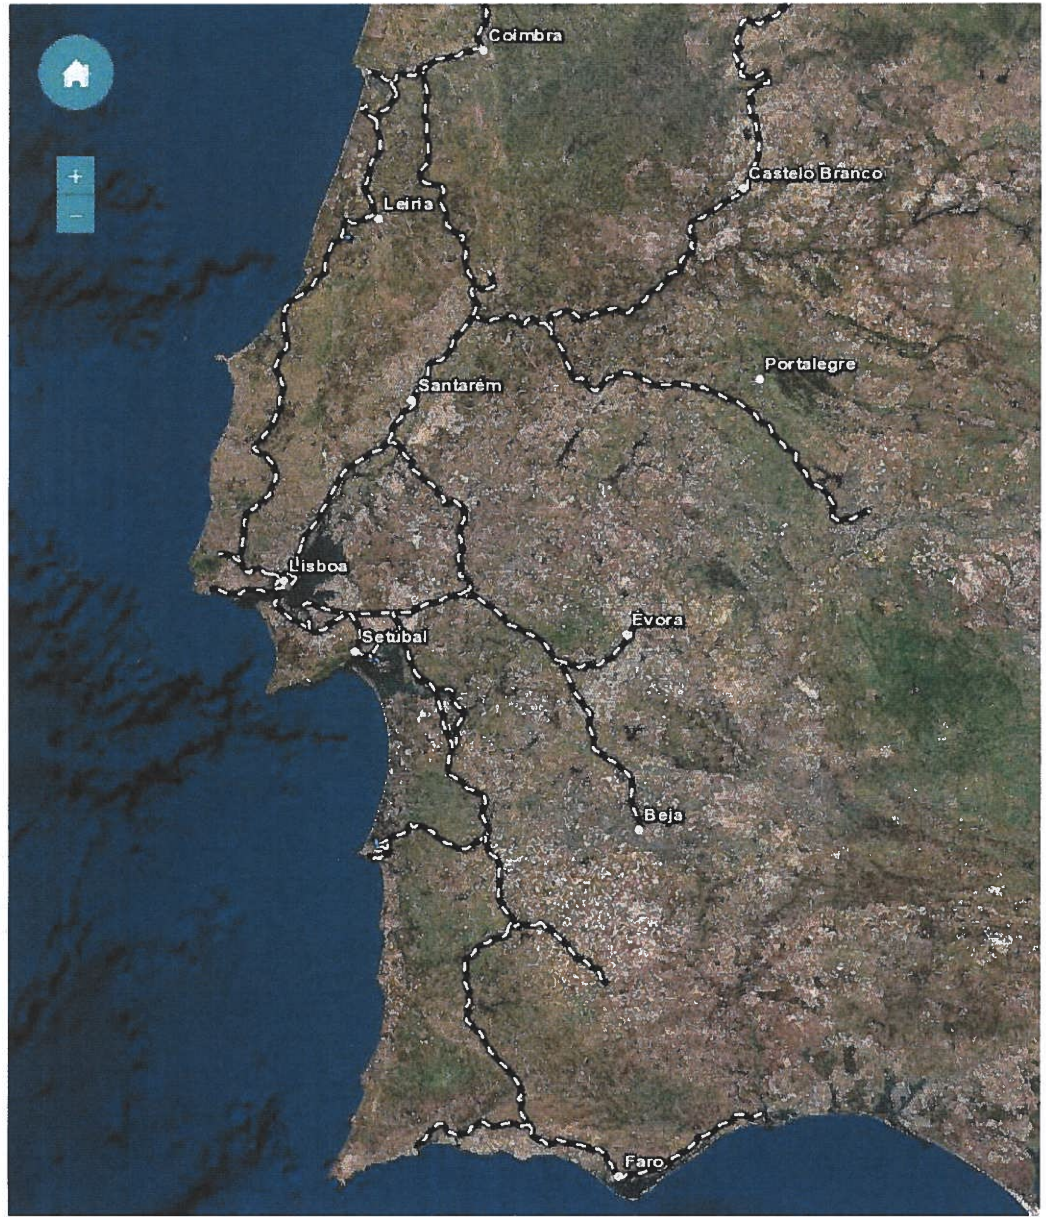 Coimbra
Castelo Branco
+
−
Leiria
Portalegre
Santarém
Lisboa
Évora
Setúbal
Beja
Faro